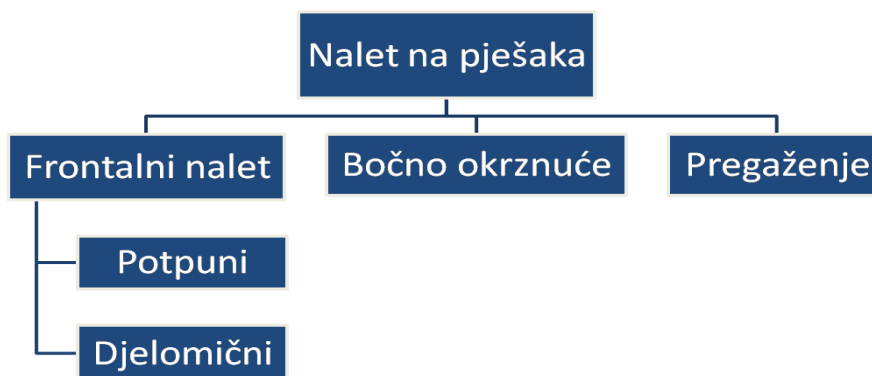 Nalet na pješaka
Frontalni nalet
Bočno okrznuće
Pregaženje
Potpuni
Djelomični